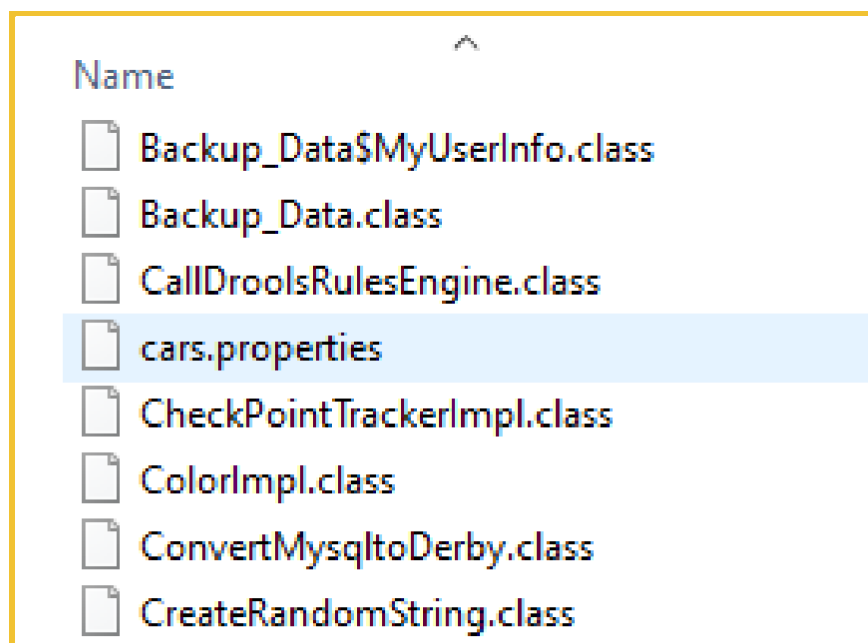 Name
Backup_Data$MyUserInfo.class
Backup_Data.class
CallDroolsRulesEngine.class
cars.properties
CheckPointTrackerImpl.class
ColorImpl.class
ConvertMysqltoDerby.class
CreateRandomString.class